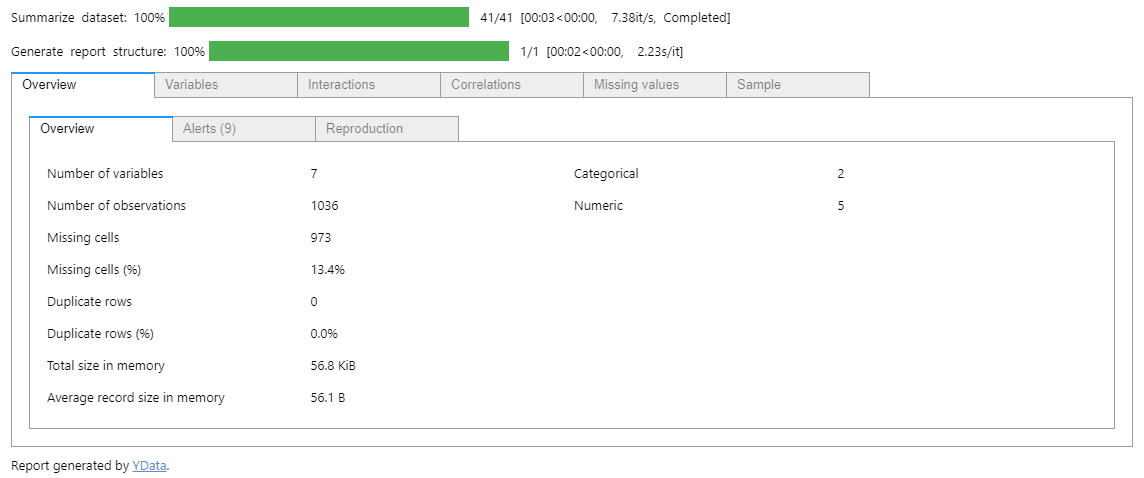 Summarize dataset: 100% 41/41 [00:03<00:00, 7.38it/s, Completed]
Generate report structure: 100% 1/1 [00:02<00:00, 2.23s/it]
Overview Variables Interactions Correlations Missing values Sample
Overview Alerts (9) Reproduction
Number of variables 7 Categorical 2
Number of observations 1036 Numeric 5
Missing cells 973
Missing cells (%) 13.4%
Duplicate rows 0
Duplicate rows (%) 0.0%
Total size in memory 56.8 KiB
Average record size in memory 56.1 B
Report generated by YData.